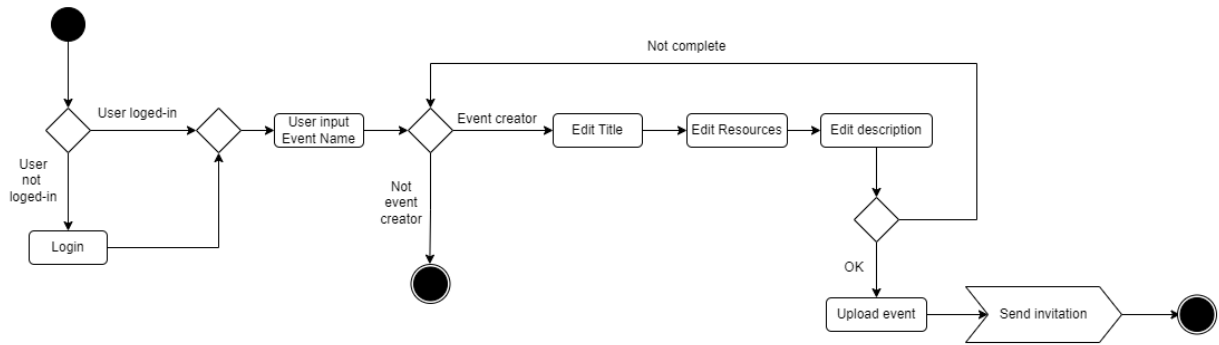 Not complete
User loged-in
User input
Event Name
Event creator
Edit Title
Edit Resources
Edit description
User
not
loged-in
Not
event
creator
Login
OK
Upload event
Send invitation